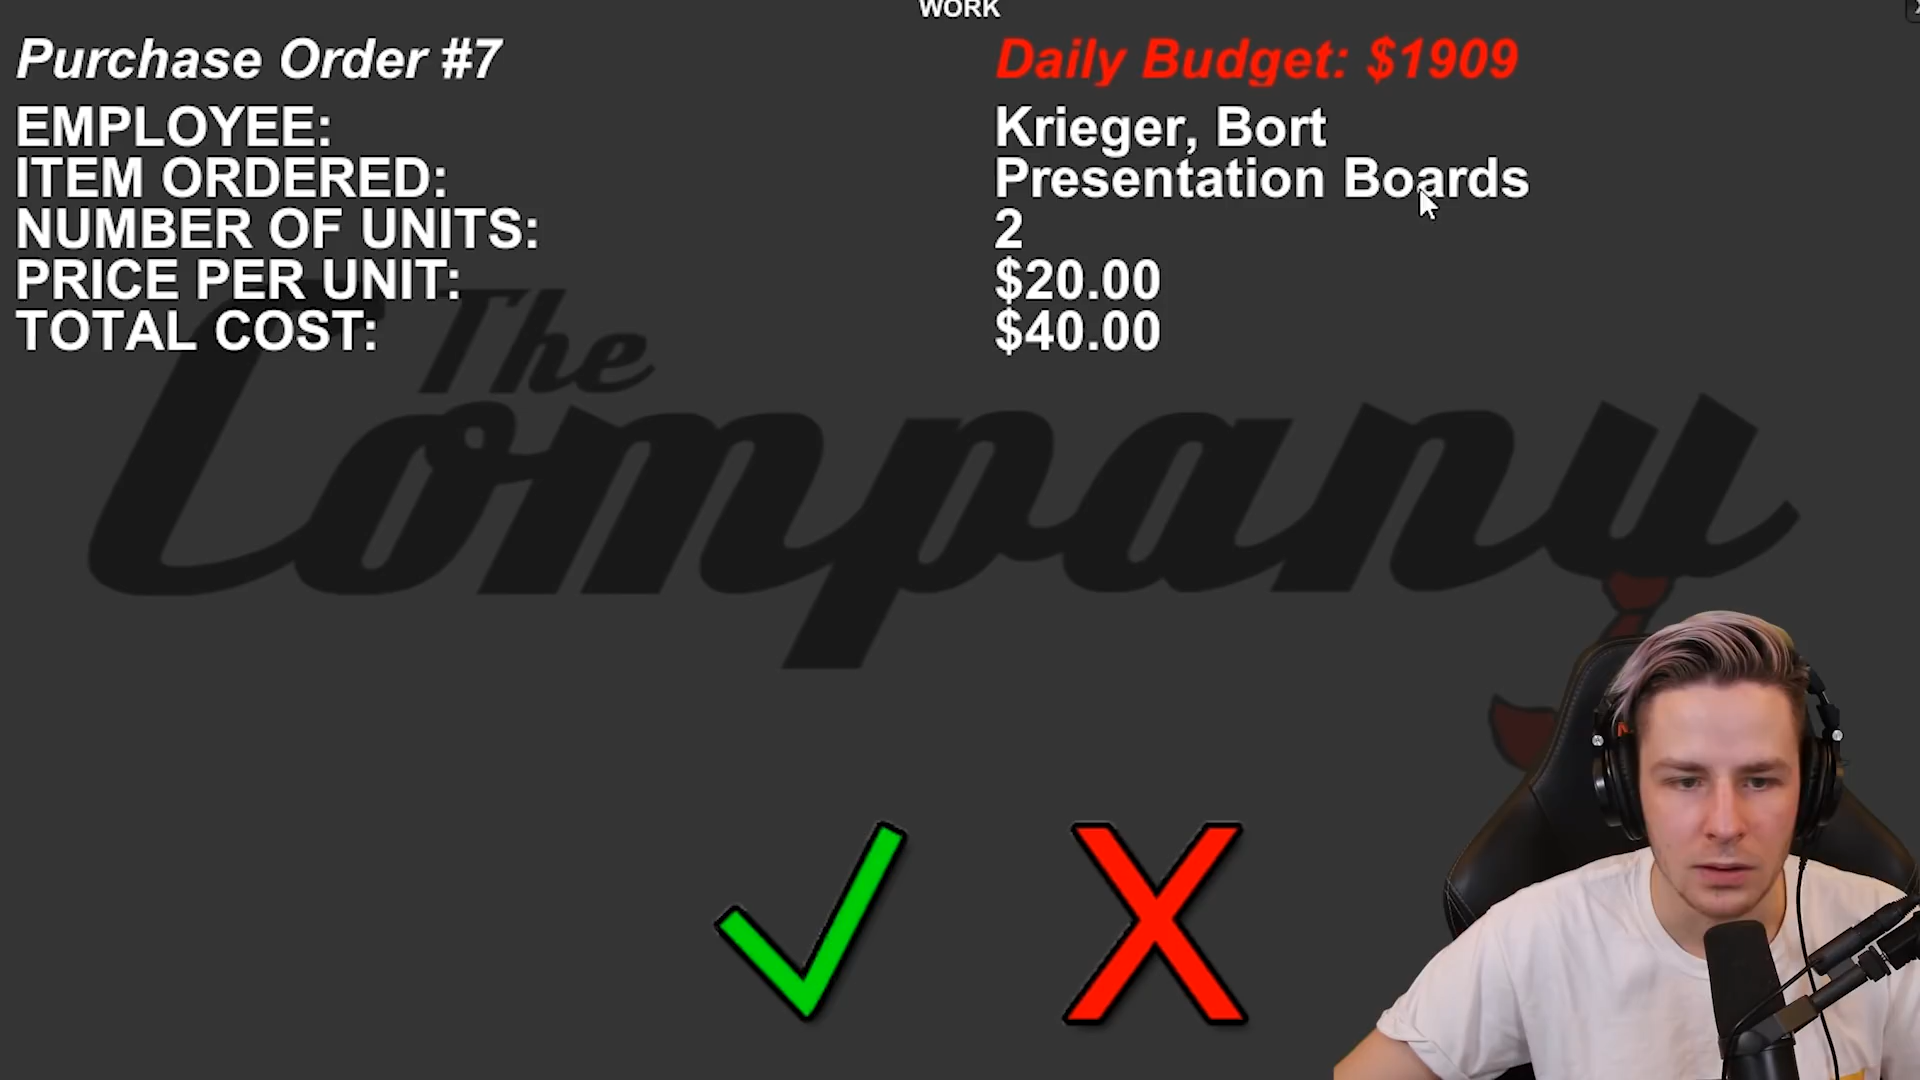 WORK
Purchase Order #7
Daily Budget: $1909
EMPLOYEE: Krieger, Bort
ITEM ORDERED: Presentation Boards
NUMBER OF UNITS: 2
PRICE PER UNIT: $20.00
TOTAL COST: $40.00
The
Company